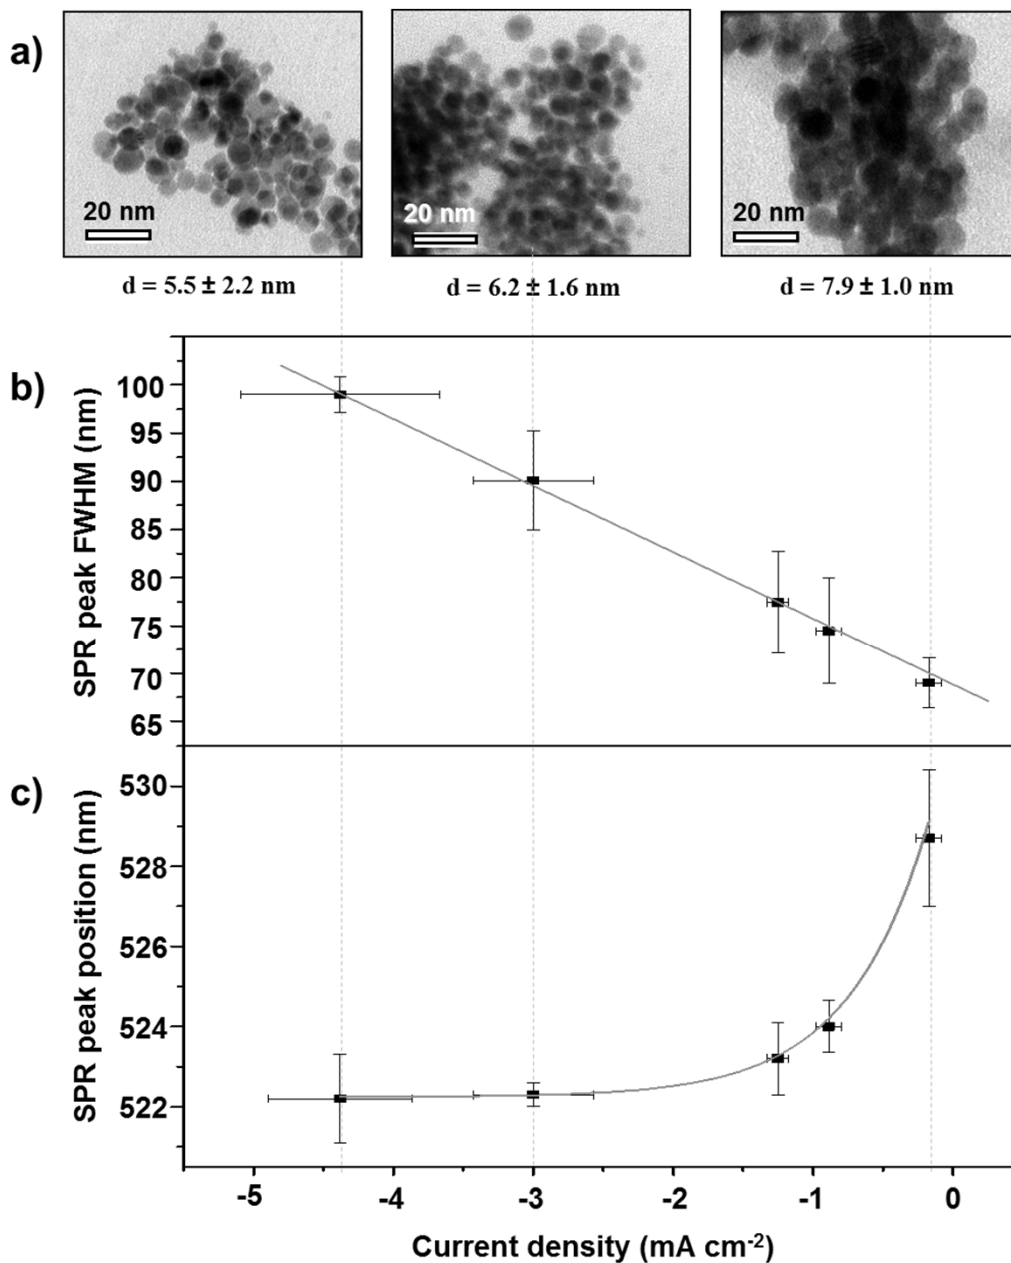 a)
20 nm
20 nm
20 nm
d = 5.5 ± 2.2 nm
d = 6.2 ± 1.6 nm
d = 7.9 ± 1.0 nm
b)
SPR peak FWHM (nm)
100
95
90
85
80
75
70
65
c)
SPR peak position (nm)
530
528
526
524
522
-5
-4
-3
-2
-1
0
Current density (mA cm⁻²)